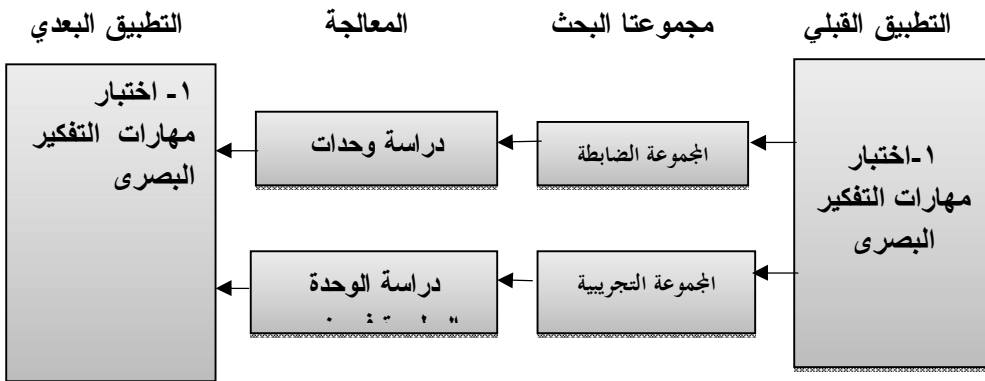 التطبيق القبلي
مجموعتا البحث
المعالجة
التطبيق البعدي
١-اختبار
مهارات التفكير
البصرى
المجموعة الضابطة
دراسة وحدات
١- اختبار
مهارات التفكير
البصرى
المجموعة التجريبية
دراسة الوحدة